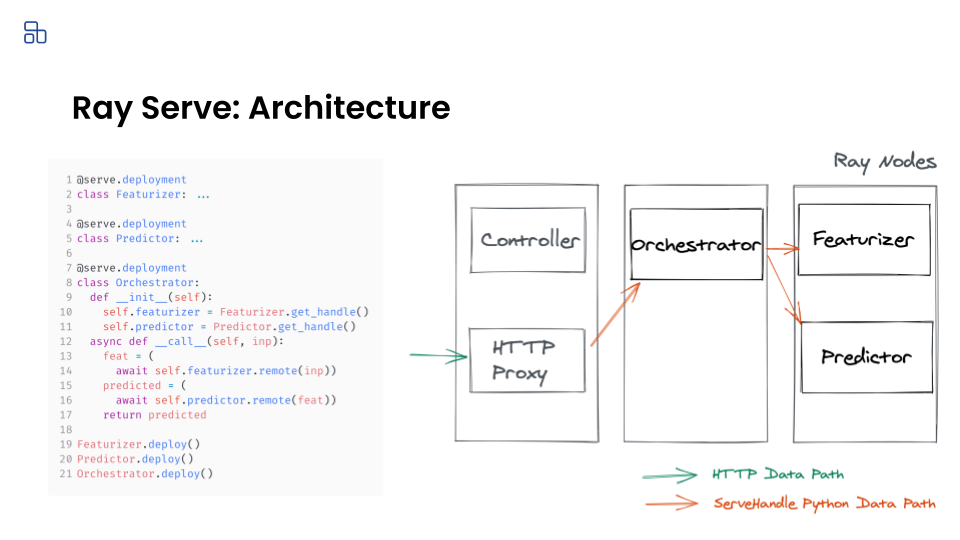 Ray Serve: Architecture
1 @serve.deployment
2 class Featurizer: ...
3
4 @serve.deployment
5 class Predictor: ...
6
7 @serve.deployment
8 class Orchestrator:
9 def __init__(self):
10 self.featurizer = Featurizer.get_handle()
11 self.predictor = Predictor.get_handle()
12 async def __call__(self, inp):
13 feat = (
14 await self.featurizer.remote(inp))
15 predicted = (
16 await self.predictor.remote(feat))
17 return predicted
18
19 Featurizer.deploy()
20 Predictor.deploy()
21 Orchestrator.deploy()
Ray Nodes
Controller
HTTP
Proxy
Orchestrator
Featurizer
Predictor
HTTP Data Path
ServeHandle Python Data Path